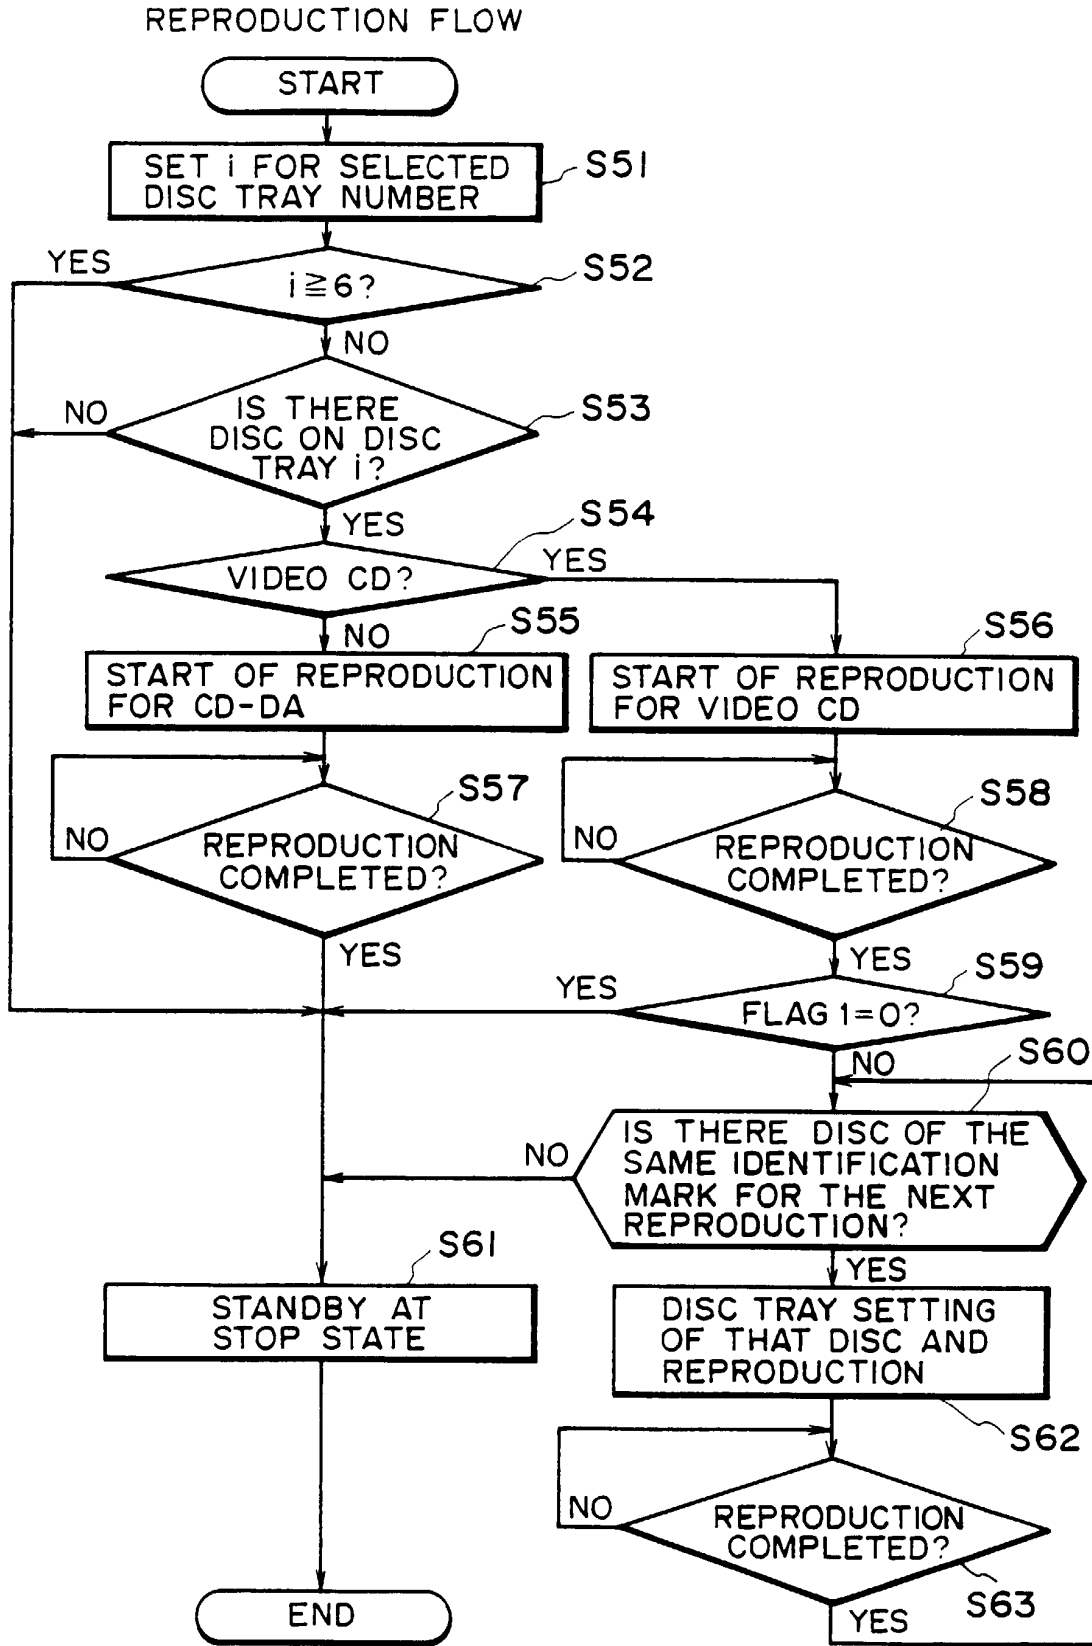 REPRODUCTION FLOW
START
SET i FOR SELECTED
DISC TRAY NUMBER
S51
YES
i≧6?
S52
NO
NO
IS THERE
DISC ON DISC
TRAY i?
S53
YES
S54
VIDEO CD?
YES
NO
S55
START OF REPRODUCTION
FOR CD-DA
S56
START OF REPRODUCTION
FOR VIDEO CD
S57
NO
REPRODUCTION
COMPLETED?
YES
S58
NO
REPRODUCTION
COMPLETED?
YES
S59
YES
FLAG 1=0?
NO
S60
NO
IS THERE DISC OF THE
SAME IDENTIFICATION
MARK FOR THE NEXT
REPRODUCTION?
YES
S61
STANDBY AT
STOP STATE
DISC TRAY SETTING
OF THAT DISC AND
REPRODUCTION
S62
NO
REPRODUCTION
COMPLETED?
S63
YES
END